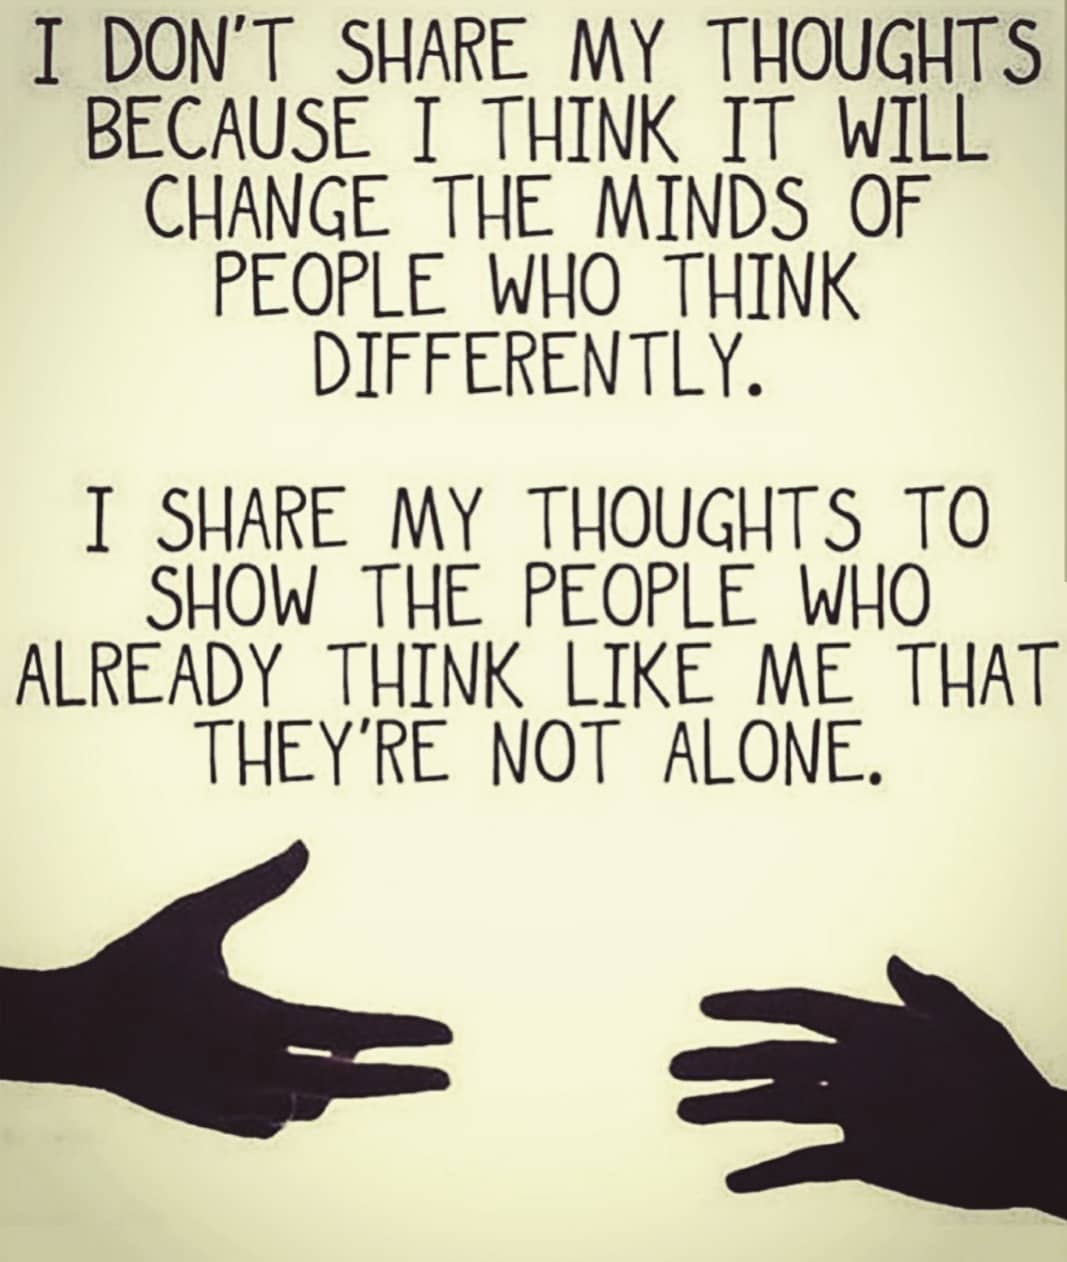 I DON'T SHARE MY THOUGHTS
BECAUSE I THINK IT WILL
CHANGE THE MINDS OF
PEOPLE WHO THINK
DIFFERENTLY.
I SHARE MY THOUGHTS TO
SHOW THE PEOPLE WHO
ALREADY THINK LIKE ME THAT
THEY'RE NOT ALONE.